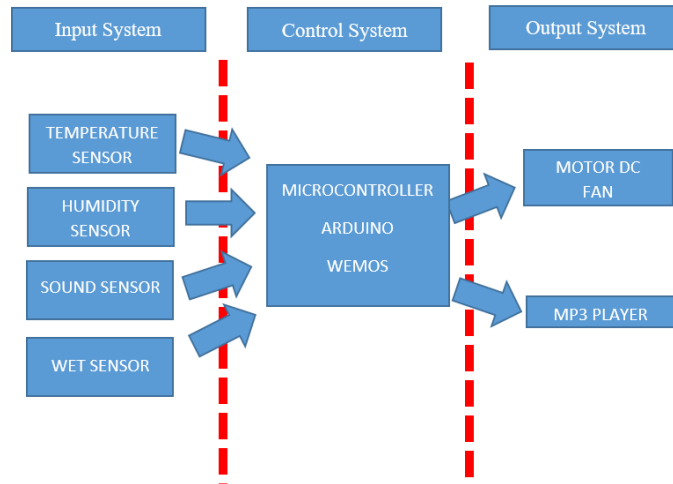 Input System
Control System
Output System
TEMPERATURE
SENSOR
HUMIDITY
SENSOR
SOUND SENSOR
WET SENSOR
MICROCONTROLLER
ARDUINO
WEMOS
MOTOR DC
FAN
MP3 PLAYER